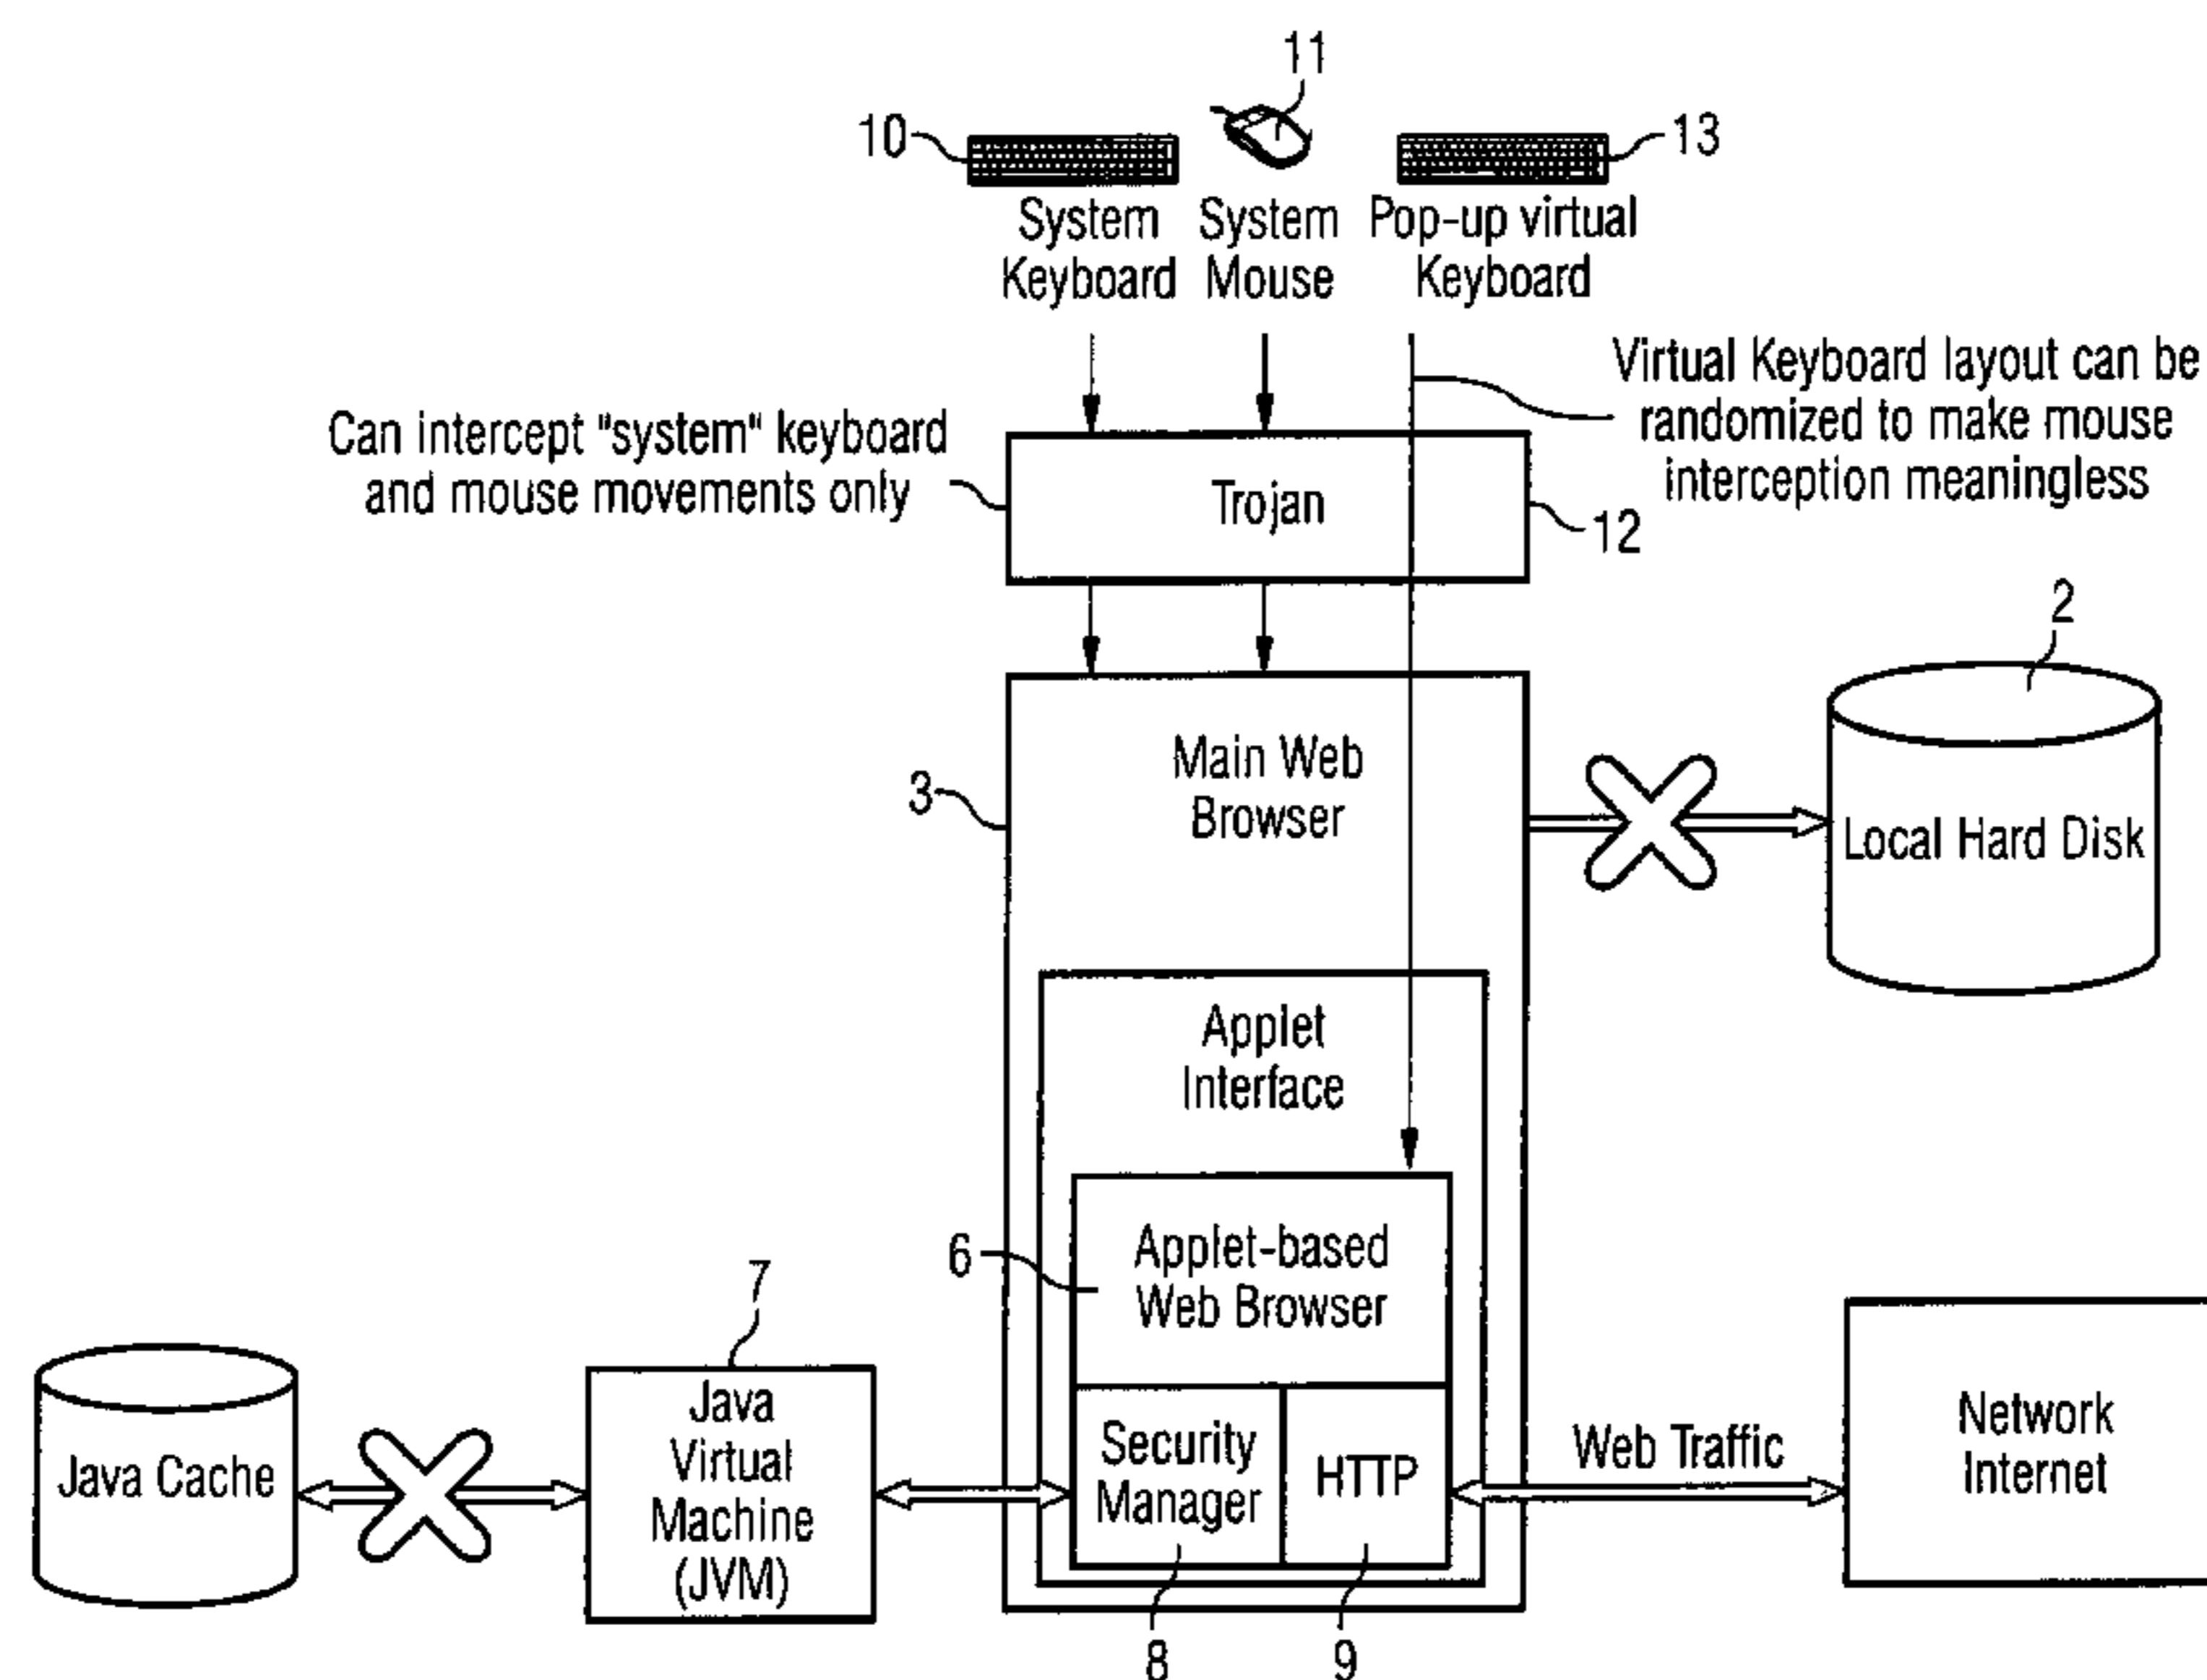 11
10
13
System
Keyboard
System
Mouse
Pop-up virtual
Keyboard
Virtual Keyboard layout can be
randomized to make mouse
interception meaningless
Can intercept "system" keyboard
and mouse movements only
Trojan
12
2
Main Web
Browser
3
Local Hard Disk
Applet
Interface
6
Applet-based
Web Browser
7
Java Cache
Java
Virtual
Machine
(JVM)
Security
Manager
HTTP
Web Traffic
Network
Internet
8
9